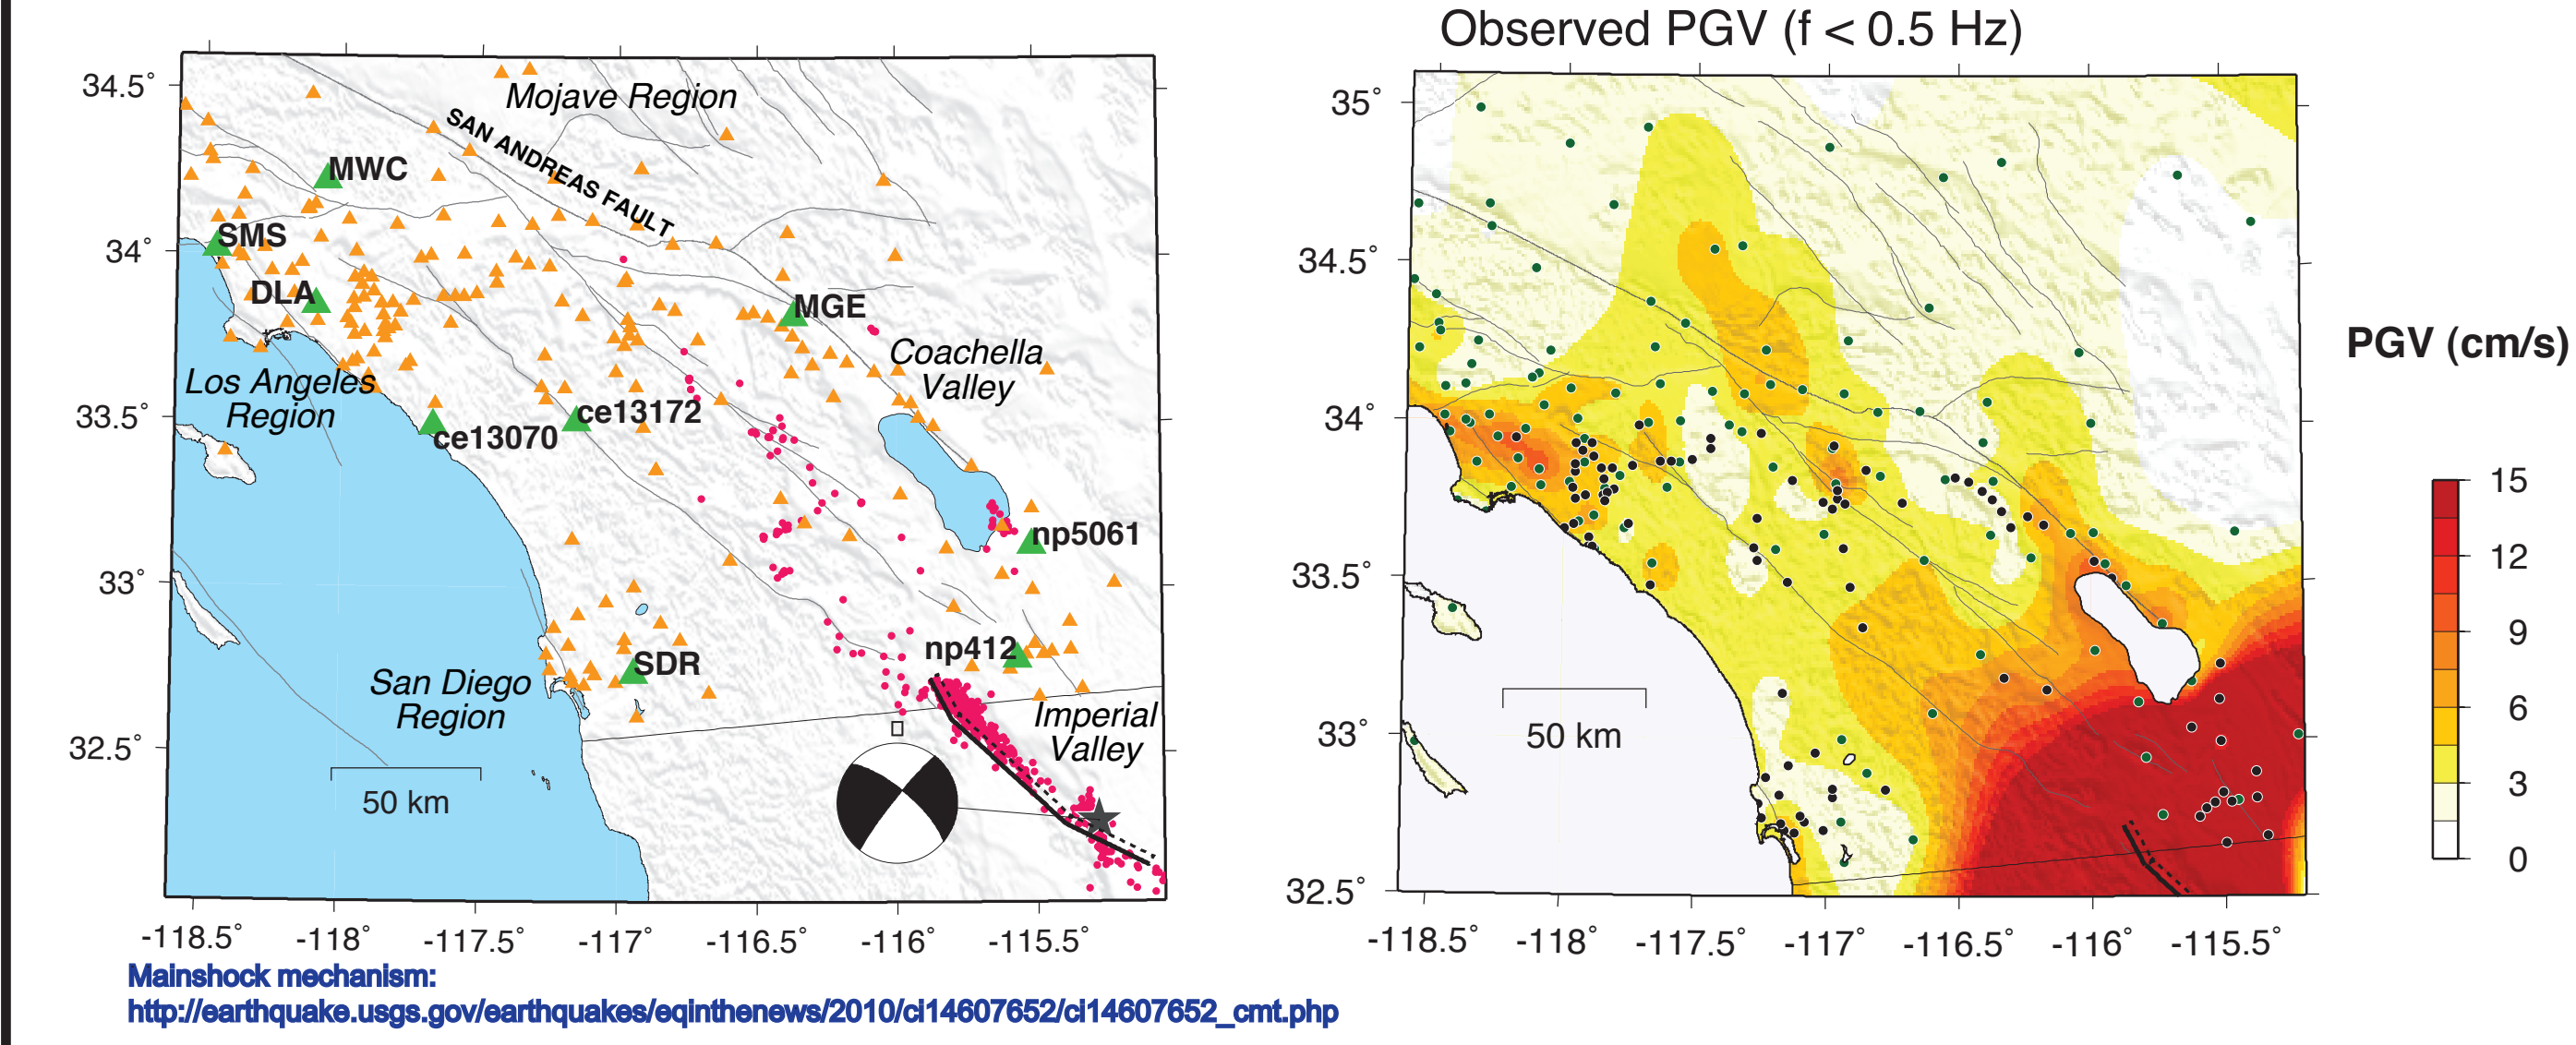 Observed PGV (f < 0.5 Hz)
34.5°
34°
33.5°
33°
32.5°
Mojave Region
SAN ANDREAS FAULT
MWC
SMS
DLA
MGE
Coachella
Valley
Los Angeles
Region
ce13070
ce13172
np5061
np412
SDR
San Diego
Region
Imperial
Valley
50 km
-118.5°
-118°
-117.5°
-117°
-116.5°
-116°
-115.5°
Mainshock mechanism:
http://earthquake.usgs.gov/earthquakes/eqinthenews/2010/ci14607652/ci14607652_cmt.php
35°
34.5°
34°
33.5°
33°
32.5°
50 km
-118.5°
-118°
-117.5°
-117°
-116.5°
-116°
-115.5°
PGV (cm/s)
15
12
9
6
3
0